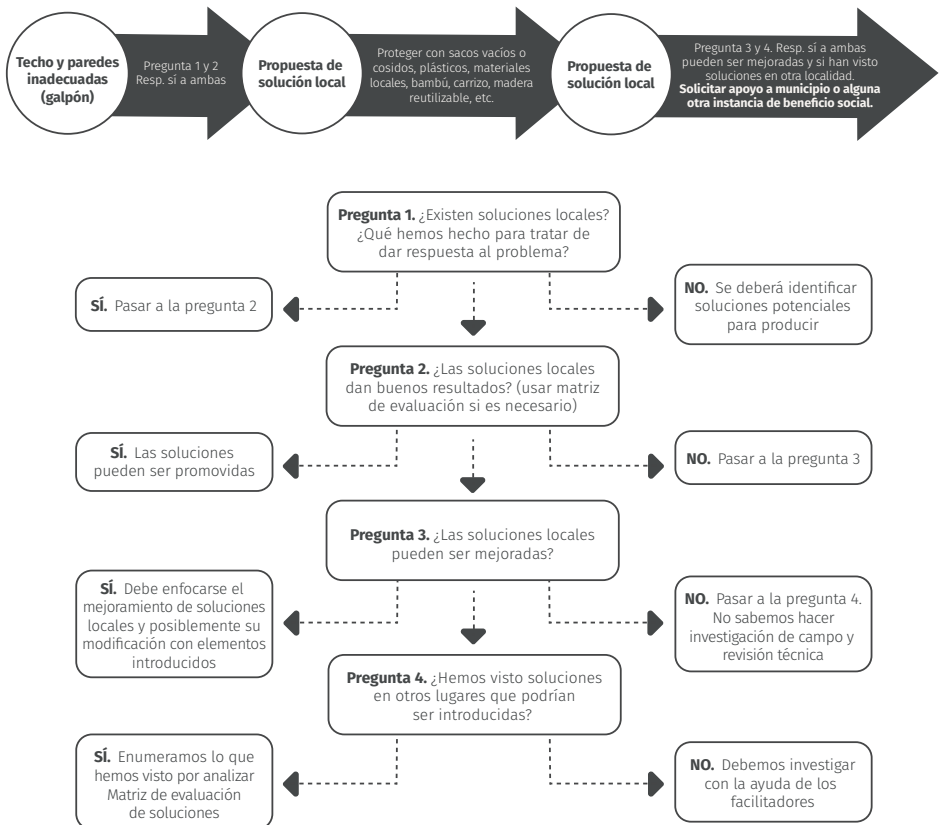 Techo y paredes
inadecuadas
(galpón)
Pregunta 1 y 2
Resp. sí a ambas
Propuesta de
solución local
Proteger con sacos vacíos o
cosidos, plásticos, materiales
locales, bambú, carrizo, madera
reutilizable, etc.
Propuesta de
solución local
Pregunta 3 y 4. Resp. sí a ambas
pueden ser mejoradas y si han visto
soluciones en otra localidad.
Solicitar apoyo a municipio o alguna
otra instancia de beneficio social.
Pregunta 1. ¿Existen soluciones locales?
¿Qué hemos hecho para tratar de
dar respuesta al problema?
SÍ. Pasar a la pregunta 2
NO. Se deberá identificar
soluciones potenciales
para producir
Pregunta 2. ¿Las soluciones locales
dan buenos resultados? (usar matriz
de evaluación si es necesario)
SÍ. Las soluciones
pueden ser promovidas
NO. Pasar a la pregunta 3
Pregunta 3. ¿Las soluciones locales
pueden ser mejoradas?
SÍ. Debe enfocarse el
mejoramiento de soluciones
locales y posiblemente su
modificación con elementos
introducidos
NO. Pasar a la pregunta 4.
No sabemos hacer
investigación de campo y
revisión técnica
Pregunta 4. ¿Hemos visto soluciones
en otros lugares que podrían
ser introducidas?
SÍ. Enumeramos lo que
hemos visto por analizar
Matriz de evaluación
de soluciones
NO. Debemos investigar
con la ayuda de los
facilitadores